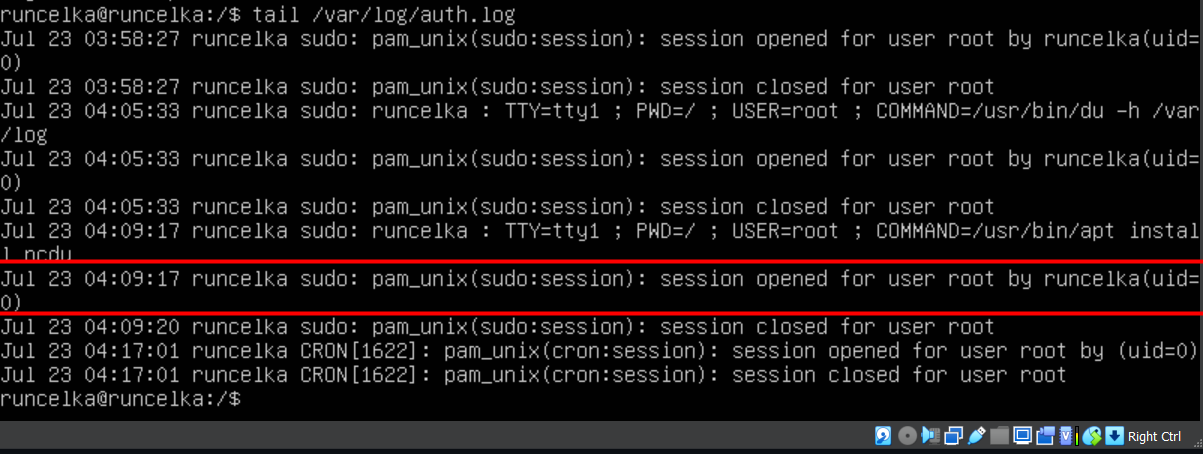 runcelka@runcelka:/$ tail /var/log/auth.log
Jul 23 03:58:27 runcelka sudo: pam_unix(sudo:session): session opened for user root by runcelka(uid=
0)
Jul 23 03:58:27 runcelka sudo: pam_unix(sudo:session): session closed for user root
Jul 23 04:05:33 runcelka sudo: runcelka : TTY=tty1 ; PWD=/ ; USER=root ; COMMAND=/usr/bin/du -h /var
/log
Jul 23 04:05:33 runcelka sudo: pam_unix(sudo:session): session opened for user root by runcelka(uid=
0)
Jul 23 04:05:33 runcelka sudo: pam_unix(sudo:session): session closed for user root
Jul 23 04:09:17 runcelka sudo: runcelka : TTY=tty1 ; PWD=/ ; USER=root ; COMMAND=/usr/bin/apt instal
l ncdu
Jul 23 04:09:17 runcelka sudo: pam_unix(sudo:session): session opened for user root by runcelka(uid=
0)
Jul 23 04:09:20 runcelka sudo: pam_unix(sudo:session): session closed for user root
Jul 23 04:17:01 runcelka CRON[1622]: pam_unix(cron:session): session opened for user root by (uid=0)
Jul 23 04:17:01 runcelka CRON[1622]: pam_unix(cron:session): session closed for user root
runcelka@runcelka:/$
Right Ctrl